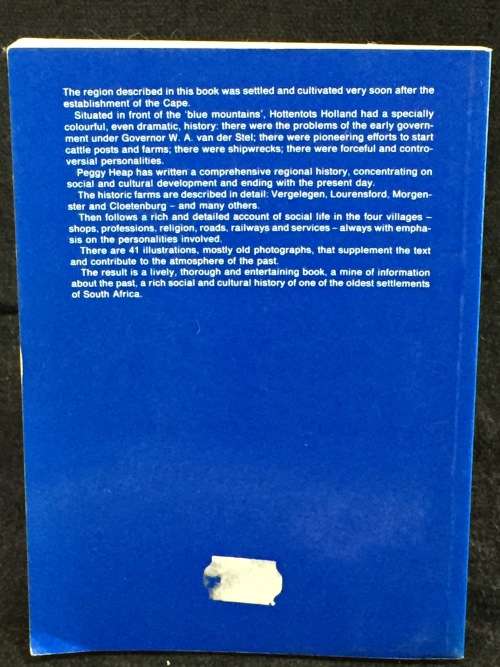 The region described in this book was settled and cultivated very soon after the
establishment of the Cape.
Situated in front of the 'blue mountains', Hottentots Holland had a specially
colourful, even dramatic, history: there were the problems of the early govern-
ment under Governor W. A. van der Stel; there were pioneering efforts to start
cattle posts and farms; there were shipwrecks; there were forceful and contro-
versial personalities.
Peggy Heap has written a comprehensive regional history, concentrating on
social and cultural development and ending with the present day.
The historic farms are described in detail: Vergelegen, Lourensford, Morgen-
ster and Cloetenburg – and many others.
Then follows a rich and detailed account of social life in the four villages –
shops, professions, religion, roads, railways and services – always with empha-
sis on the personalities involved.
There are 41 illustrations, mostly old photographs, that supplement the text
and contribute to the atmosphere of the past.
The result is a lively, thorough and entertaining book, a mine of information
about the past, a rich social and cultural history of one of the oldest settlements
of South Africa.